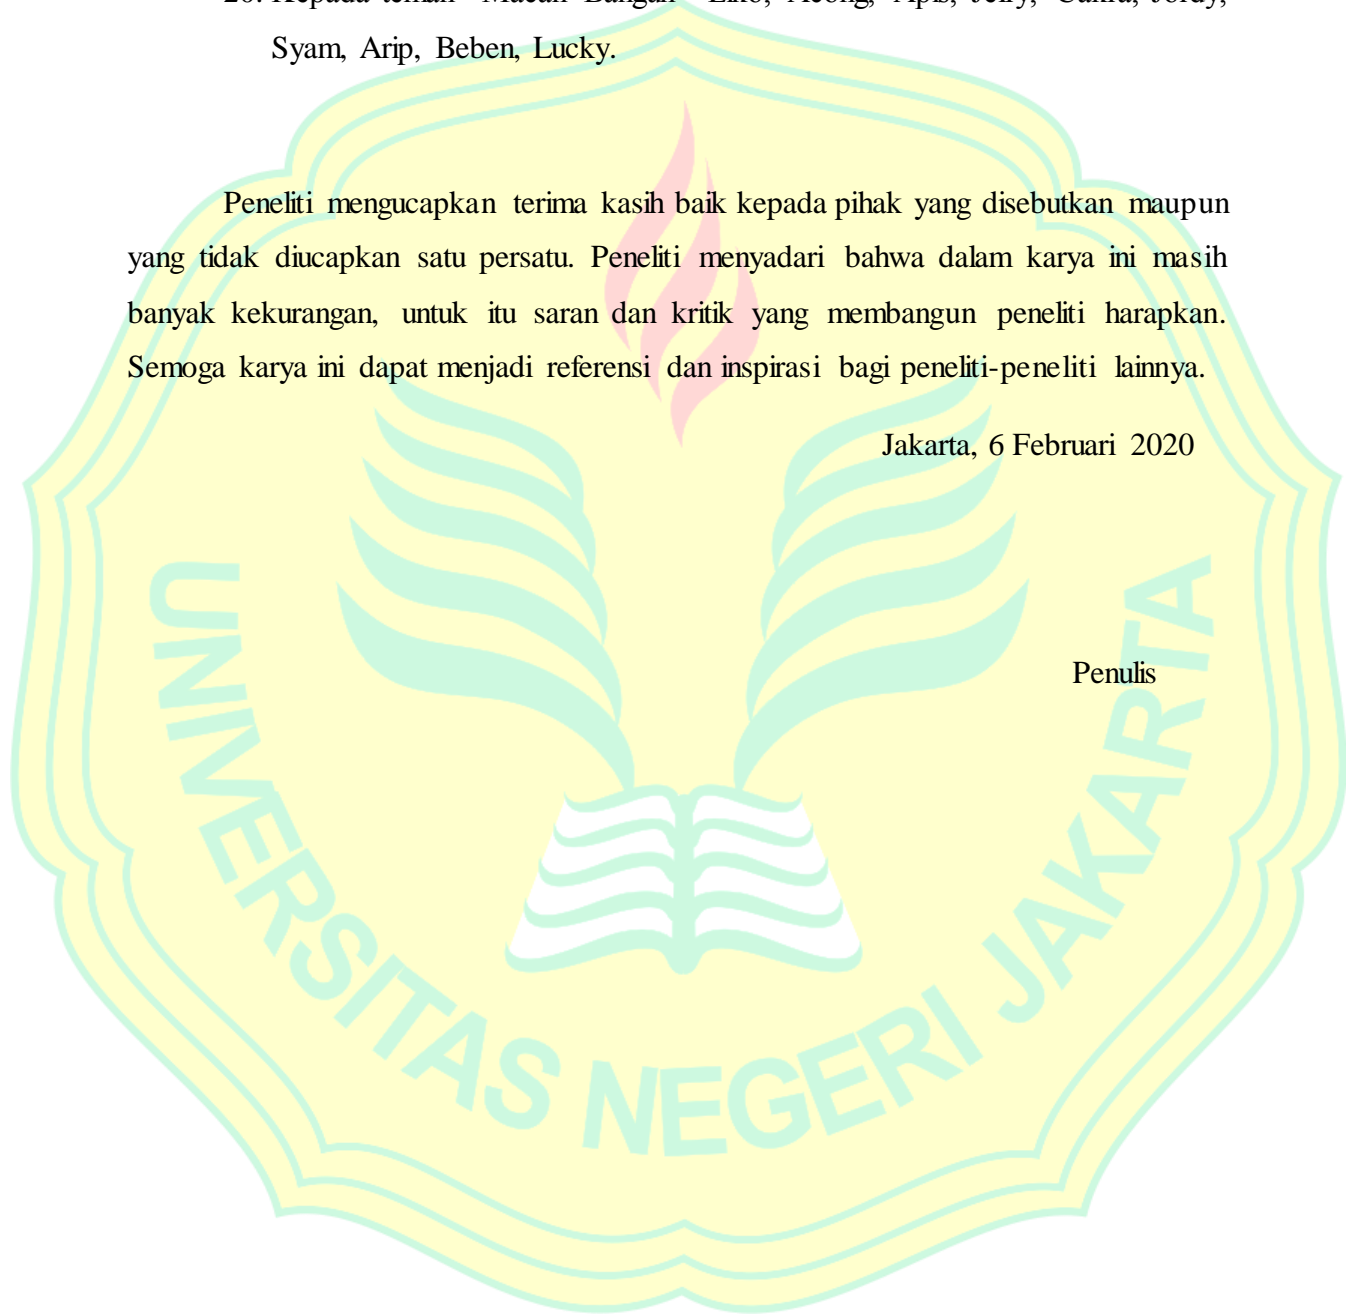 Kepada teman
Syam, Arip, Beben, Lucky.
Peneliti mengucapkan terima kasih baik kepada pihak yang disebutkan maupun
yang tidak diucapkan satu persatu. Peneliti menyadari bahwa dalam karya ini masih
banyak kekurangan, untuk itu saran dan kritik yang membangun peneliti harapkan.
Semoga karya ini dapat menjadi referensi dan inspirasi bagi peneliti-peneliti lainnya.
Jakarta, 6 Februari 2020
Penulis
UNIVERSITAS NEGERI JAKARTA